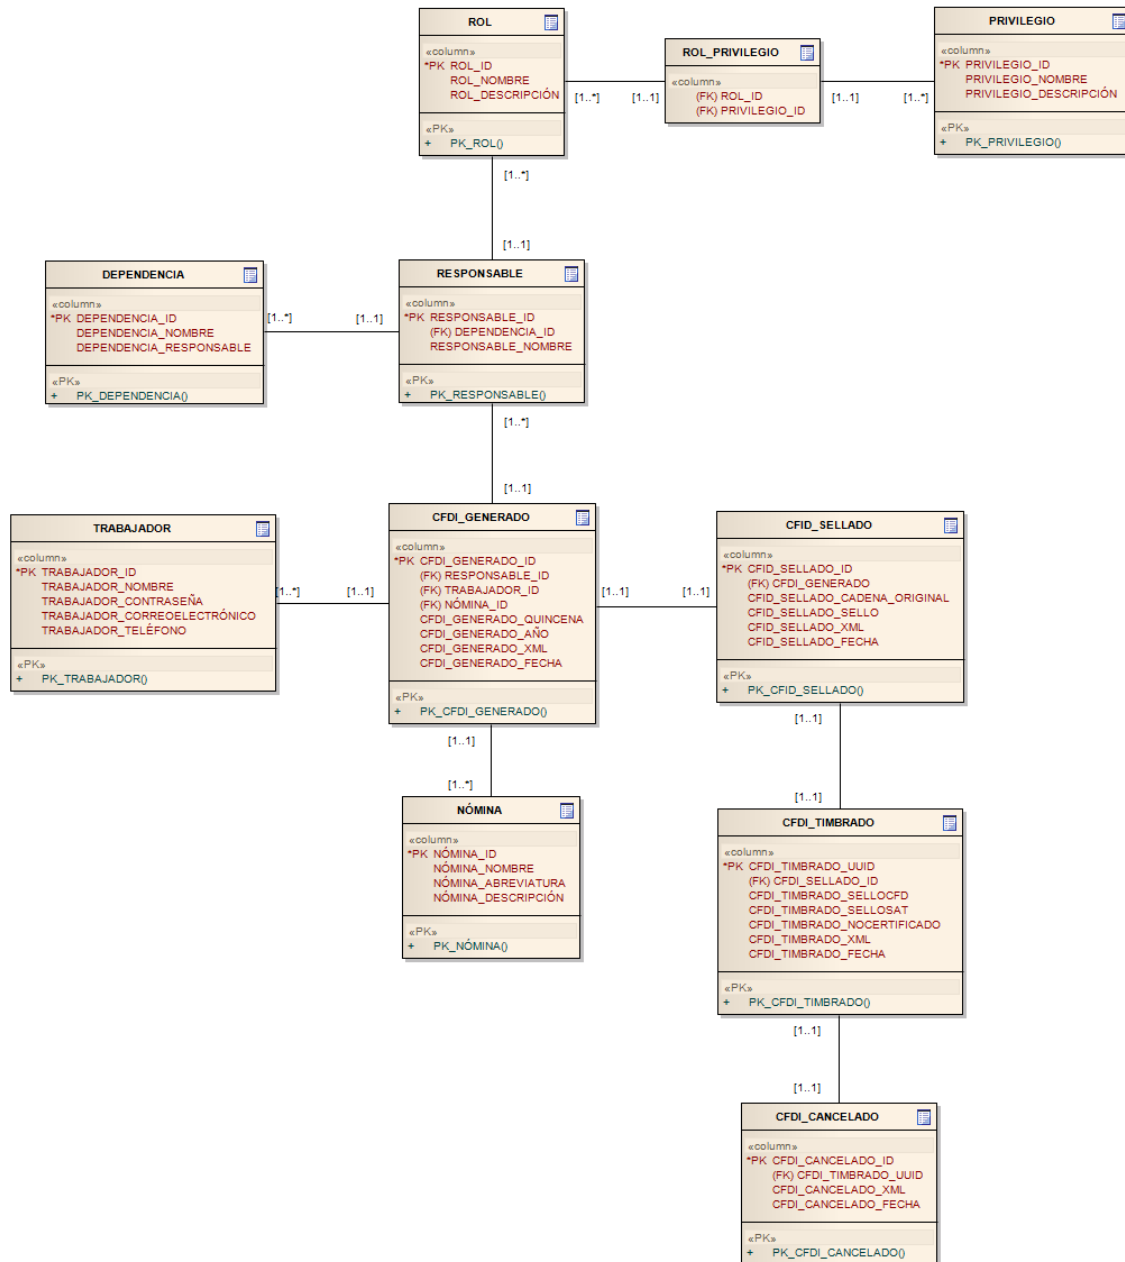 ROL
«column»
*PK ROL_ID
ROL_NOMBRE
ROL_DESCRIPCIÓN
«PK»
+ PK_ROL()
[1..*]
[1..1]
ROL_PRIVILEGIO
«column»
(FK) ROL_ID
(FK) PRIVILEGIO_ID
[1..1]
[1..*]
PRIVILEGIO
«column»
*PK PRIVILEGIO_ID
PRIVILEGIO_NOMBRE
PRIVILEGIO_DESCRIPCIÓN
«PK»
+ PK_PRIVILEGIO()
[1..*]
[1..1]
DEPENDENCIA
«column»
*PK DEPENDENCIA_ID
DEPENDENCIA_NOMBRE
DEPENDENCIA_RESPONSABLE
«PK»
+ PK_DEPENDENCIA()
[1..*]
[1..1]
RESPONSABLE
«column»
*PK RESPONSABLE_ID
(FK) DEPENDENCIA_ID
RESPONSABLE_NOMBRE
«PK»
+ PK_RESPONSABLE()
[1..*]
[1..1]
TRABAJADOR
«column»
*PK TRABAJADOR_ID
TRABAJADOR_NOMBRE
TRABAJADOR_CONTRASEÑA
TRABAJADOR_CORREOELECTRÓNICO
TRABAJADOR_TELÉFONO
«PK»
+ PK_TRABAJADOR()
[1..*]
[1..1]
CFDI_GENERADO
«column»
*PK CFDI_GENERADO_ID
(FK) RESPONSABLE_ID
(FK) TRABAJADOR_ID
(FK) NÓMINA_ID
CFDI_GENERADO_QUINCENA
CFDI_GENERADO_AÑO
CFDI_GENERADO_XML
CFDI_GENERADO_FECHA
«PK»
+ PK_CFDI_GENERADO()
[1..1]
[1..1]
CFID_SELLADO
«column»
*PK CFID_SELLADO_ID
(FK) CFDI_GENERADO
CFID_SELLADO_CADENA_ORIGINAL
CFID_SELLADO_SELLO
CFID_SELLADO_XML
CFID_SELLADO_FECHA
«PK»
+ PK_CFID_SELLADO()
[1..1]
[1..*]
NÓMINA
«column»
*PK NÓMINA_ID
NÓMINA_NOMBRE
NÓMINA_ABREVIATURA
NÓMINA_DESCRIPCIÓN
«PK»
+ PK_NÓMINA()
[1..1]
[1..1]
CFDI_TIMBRADO
«column»
*PK CFDI_TIMBRADO_UUID
(FK) CFDI_SELLADO_ID
CFDI_TIMBRADO_SELLOCFD
CFDI_TIMBRADO_SELLOSAT
CFDI_TIMBRADO_NOCERTIFICADO
CFDI_TIMBRADO_XML
CFDI_TIMBRADO_FECHA
«PK»
+ PK_CFDI_TIMBRADO()
[1..1]
[1..1]
CFDI_CANCELADO
«column»
*PK CFDI_CANCELADO_ID
(FK) CFDI_TIMBRADO_UUID
CFDI_CANCELADO_XML
CFDI_CANCELADO_FECHA
«PK»
+ PK_CFDI_CANCELADO()